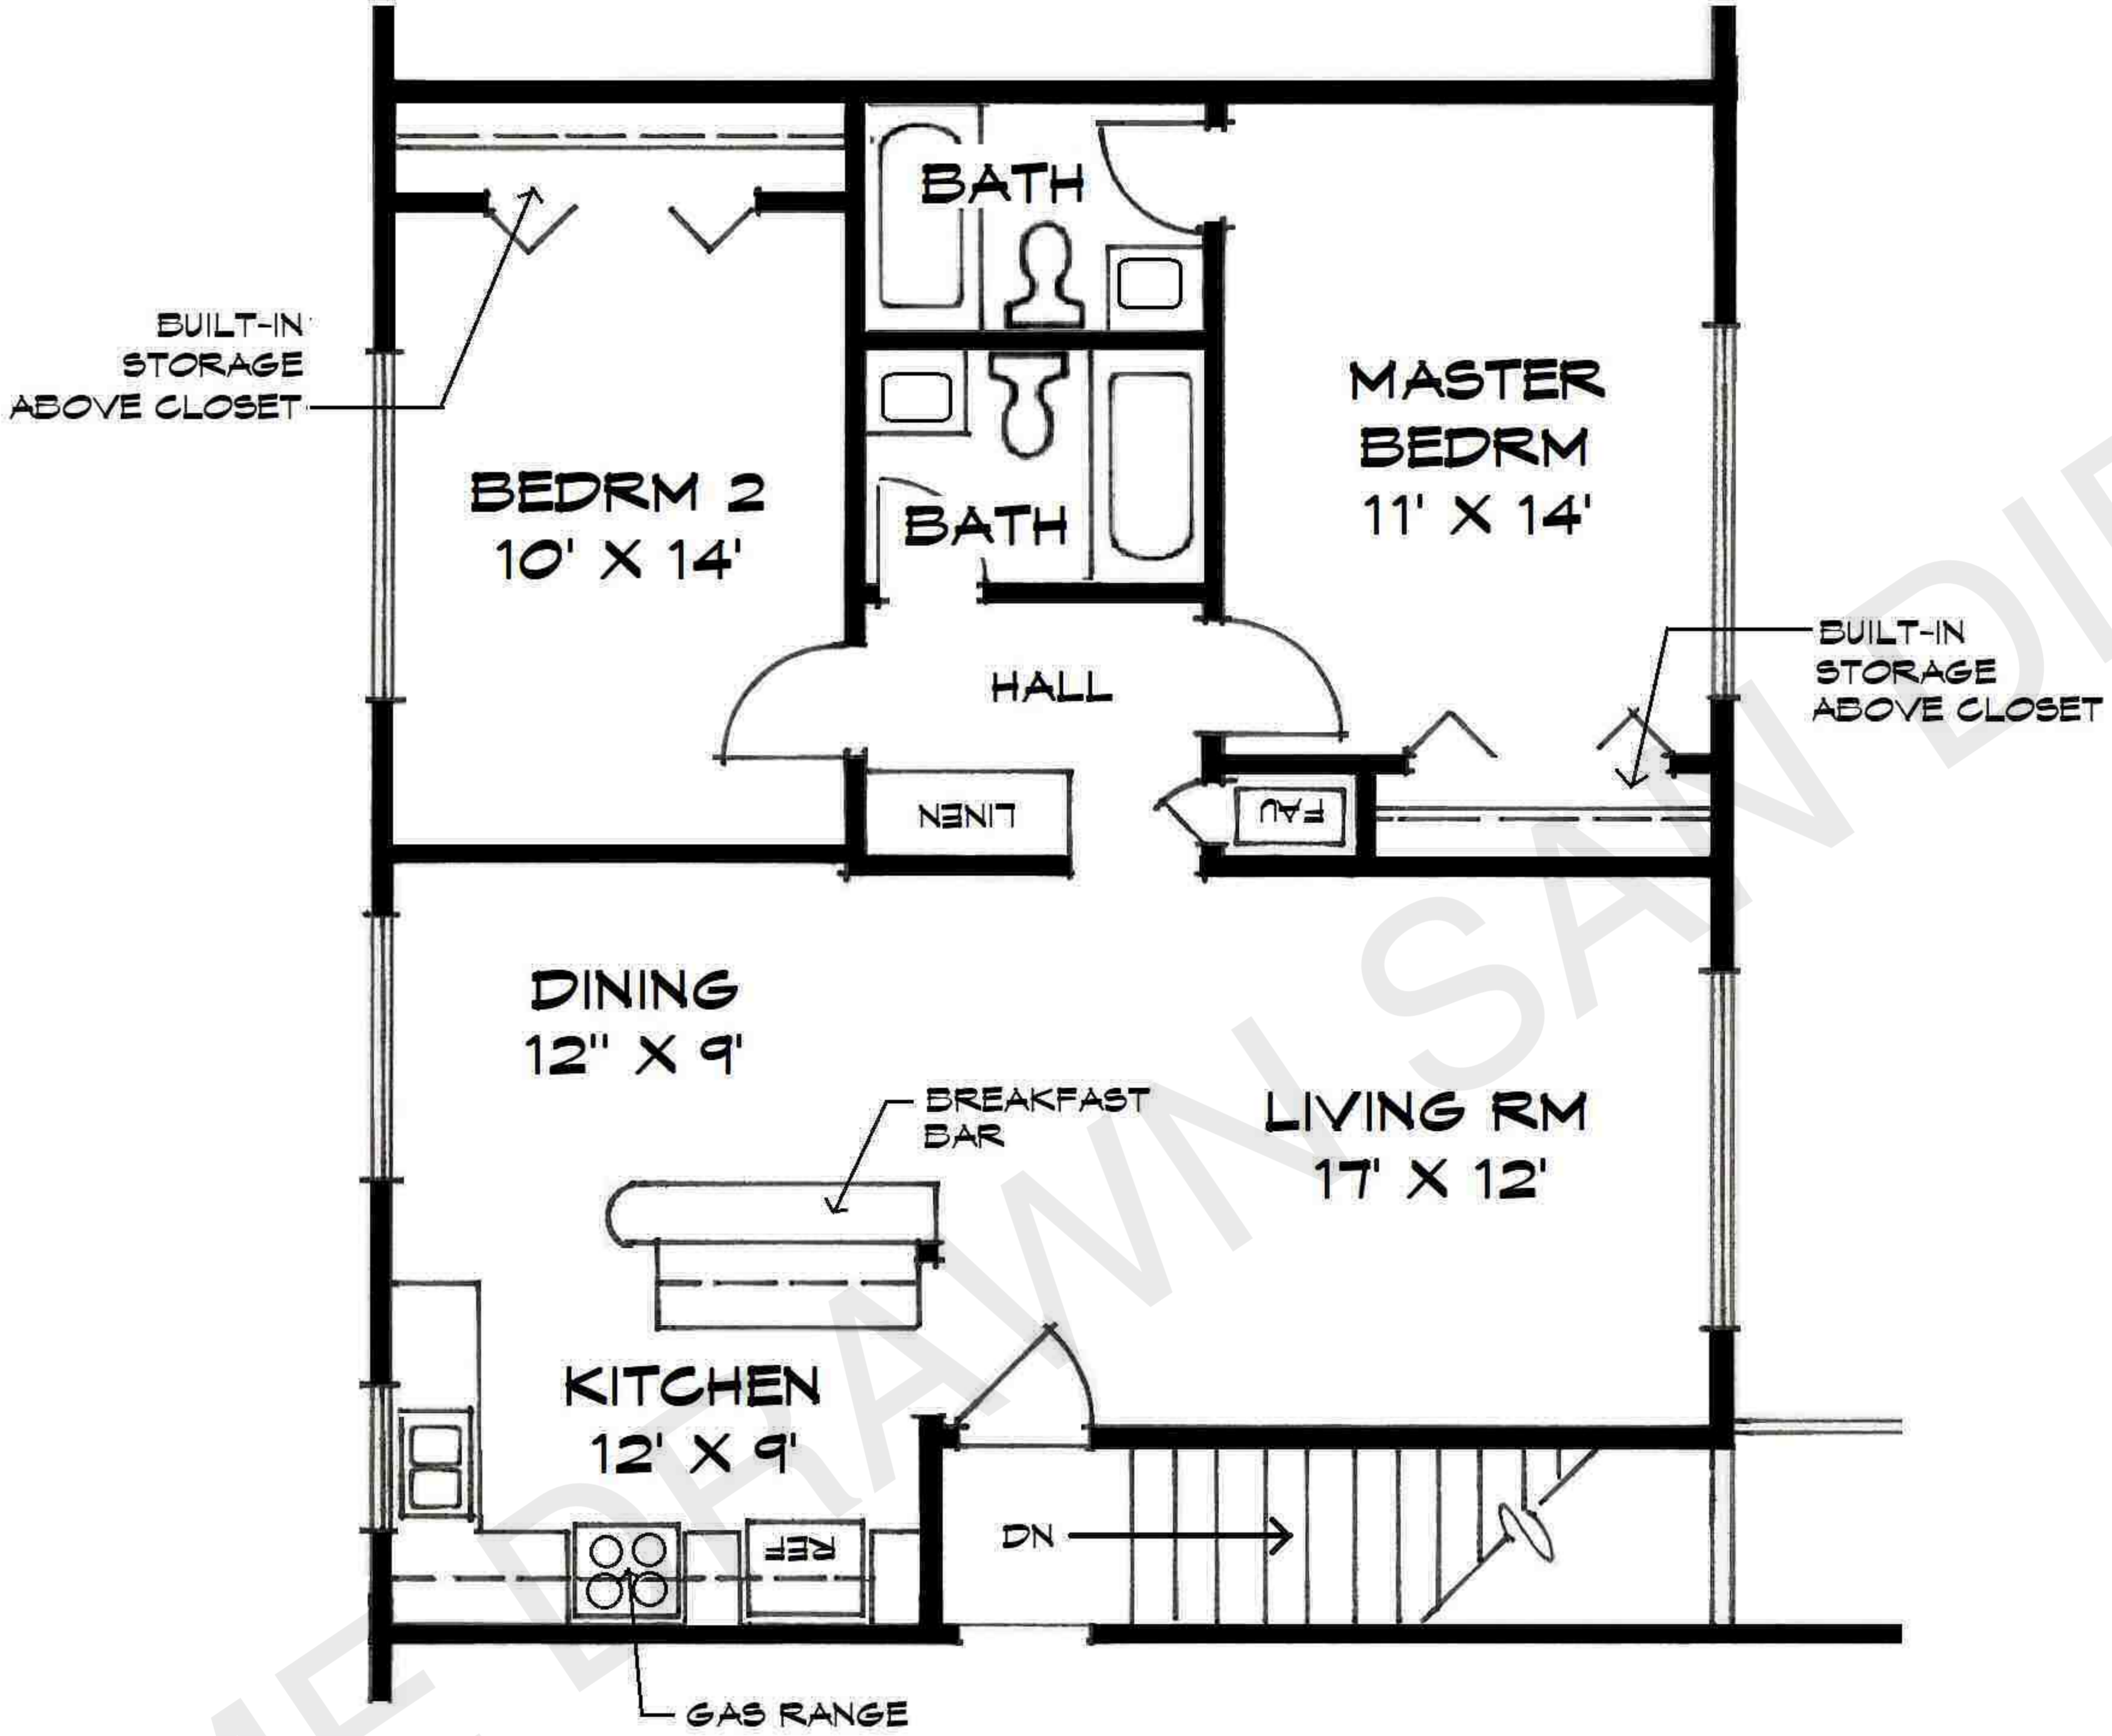 BATH
BUILT-IN
STORAGE
ABOVE CLOSET
MASTER
BEDRM
11' X 14'
BEDRM 2
10' X 14'
BATH
HALL
BUILT-IN
STORAGE
ABOVE CLOSET
LINEN
FAU
DINING
12" X 9'
BREAKFAST
BAR
LIVING RM
17' X 12'
KITCHEN
12' X 9'
DN
REF
GAS RANGE
DRAWN SAN